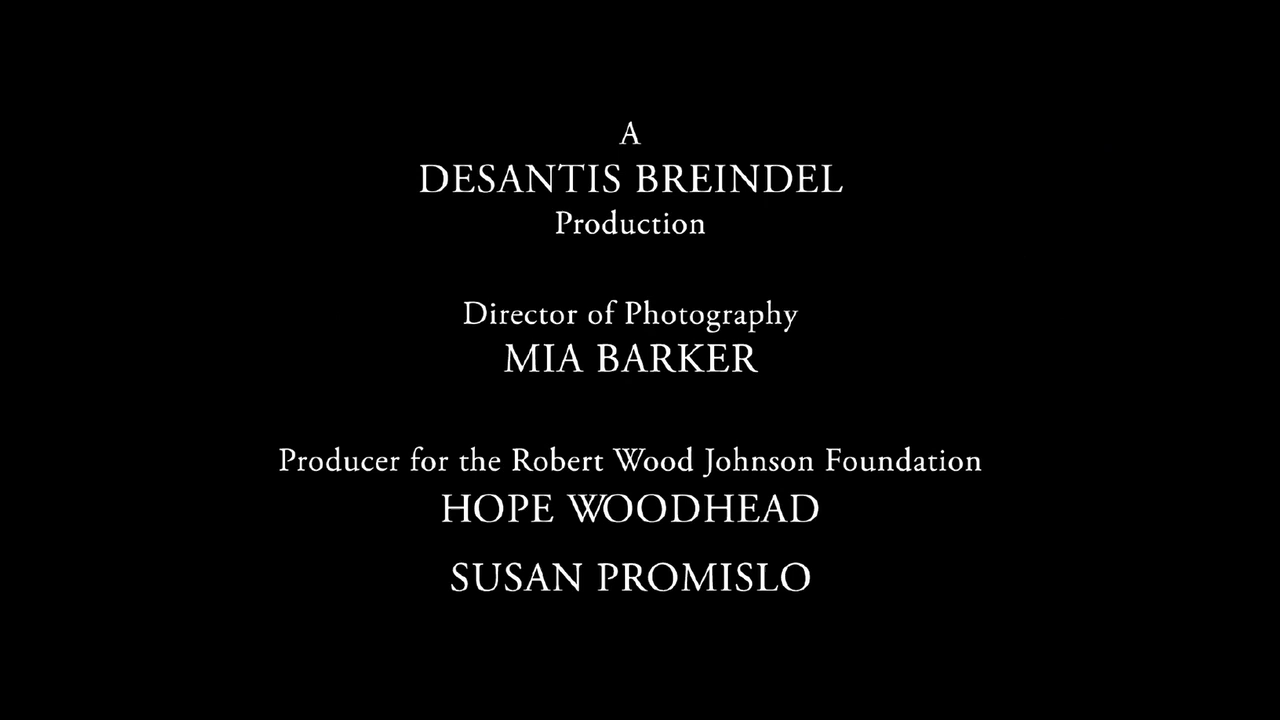 A
DESANTIS BREINDEL
Production
Director of Photography
MIA BARKER
Producer for the Robert Wood Johnson Foundation
HOPE WOODHEAD
SUSAN PROMISLO